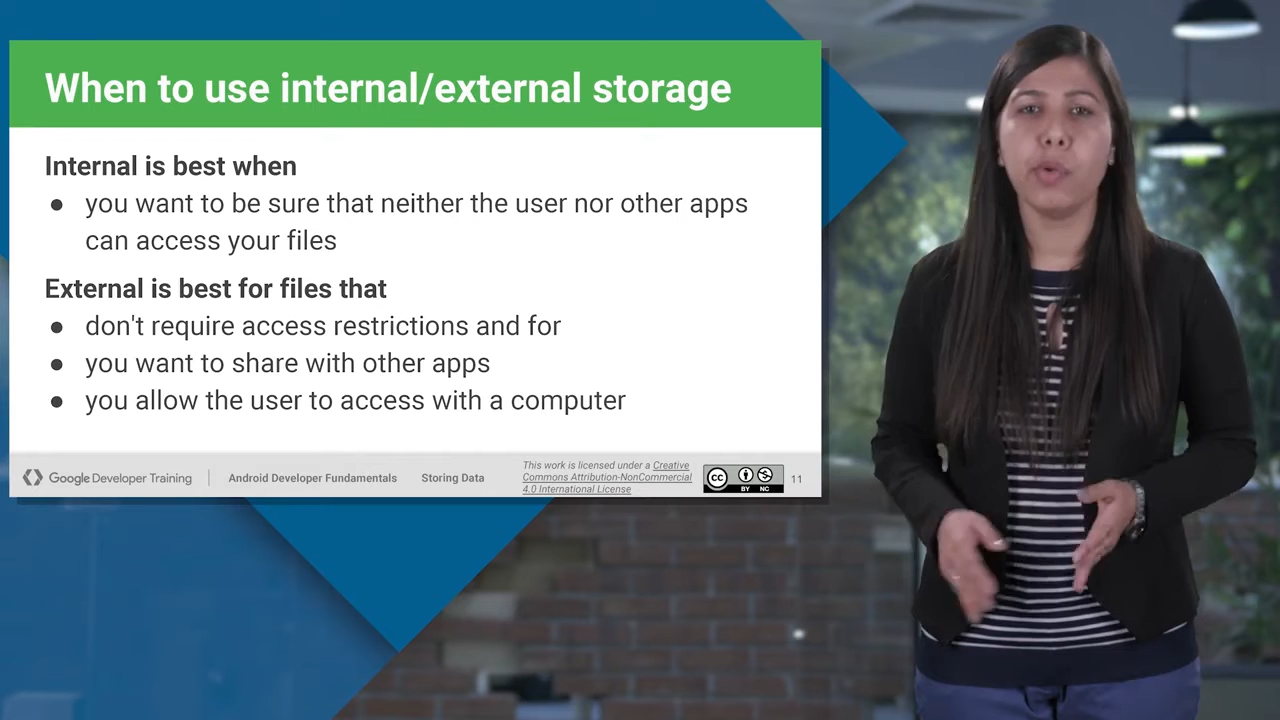 When to use internal/external storage
Internal is best when
● you want to be sure that neither the user nor other apps
can access your files
External is best for files that
● don't require access restrictions and for
● you want to share with other apps
● you allow the user to access with a computer
Google Developer Training
Android Developer Fundamentals
Storing Data
This work is licensed under a Creative
Commons Attribution-NonCommercial
4.0 International License
cc
BY NC
11